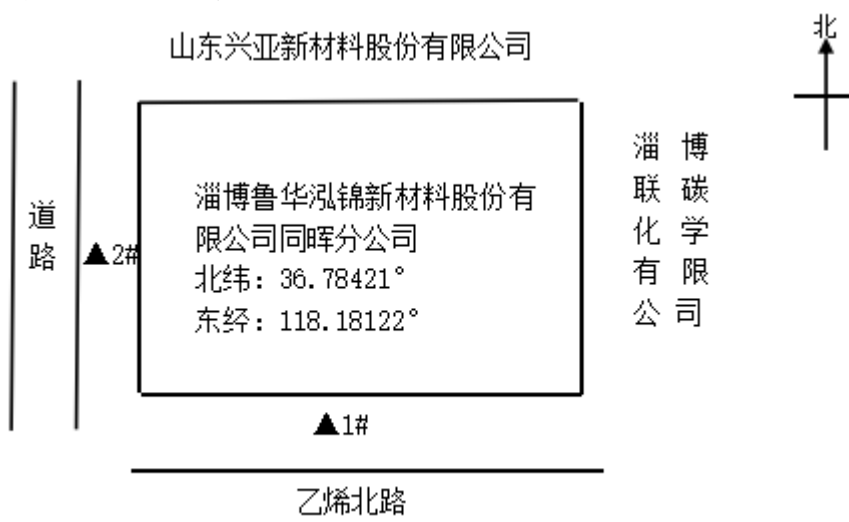 山东兴亚新材料股份有限公司
北
道
路
▲2#
淄博鲁华泓锦新材料股份有
限公司同晖分公司
北纬：36.78421°
东经：118.18122°
淄 博
联 碳
化 学
有 限
公 司
▲1#
乙烯北路